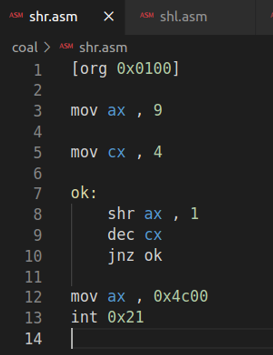 ASM shr.asm × ASM shl.asm
coal > ASM shr.asm
1 [org 0x0100]
2
3 mov ax , 9
4
5 mov cx , 4
6
7 ok:
8 shr ax , 1
9 dec cx
10 jnz ok
11
12 mov ax , 0x4c00
13 int 0x21
14